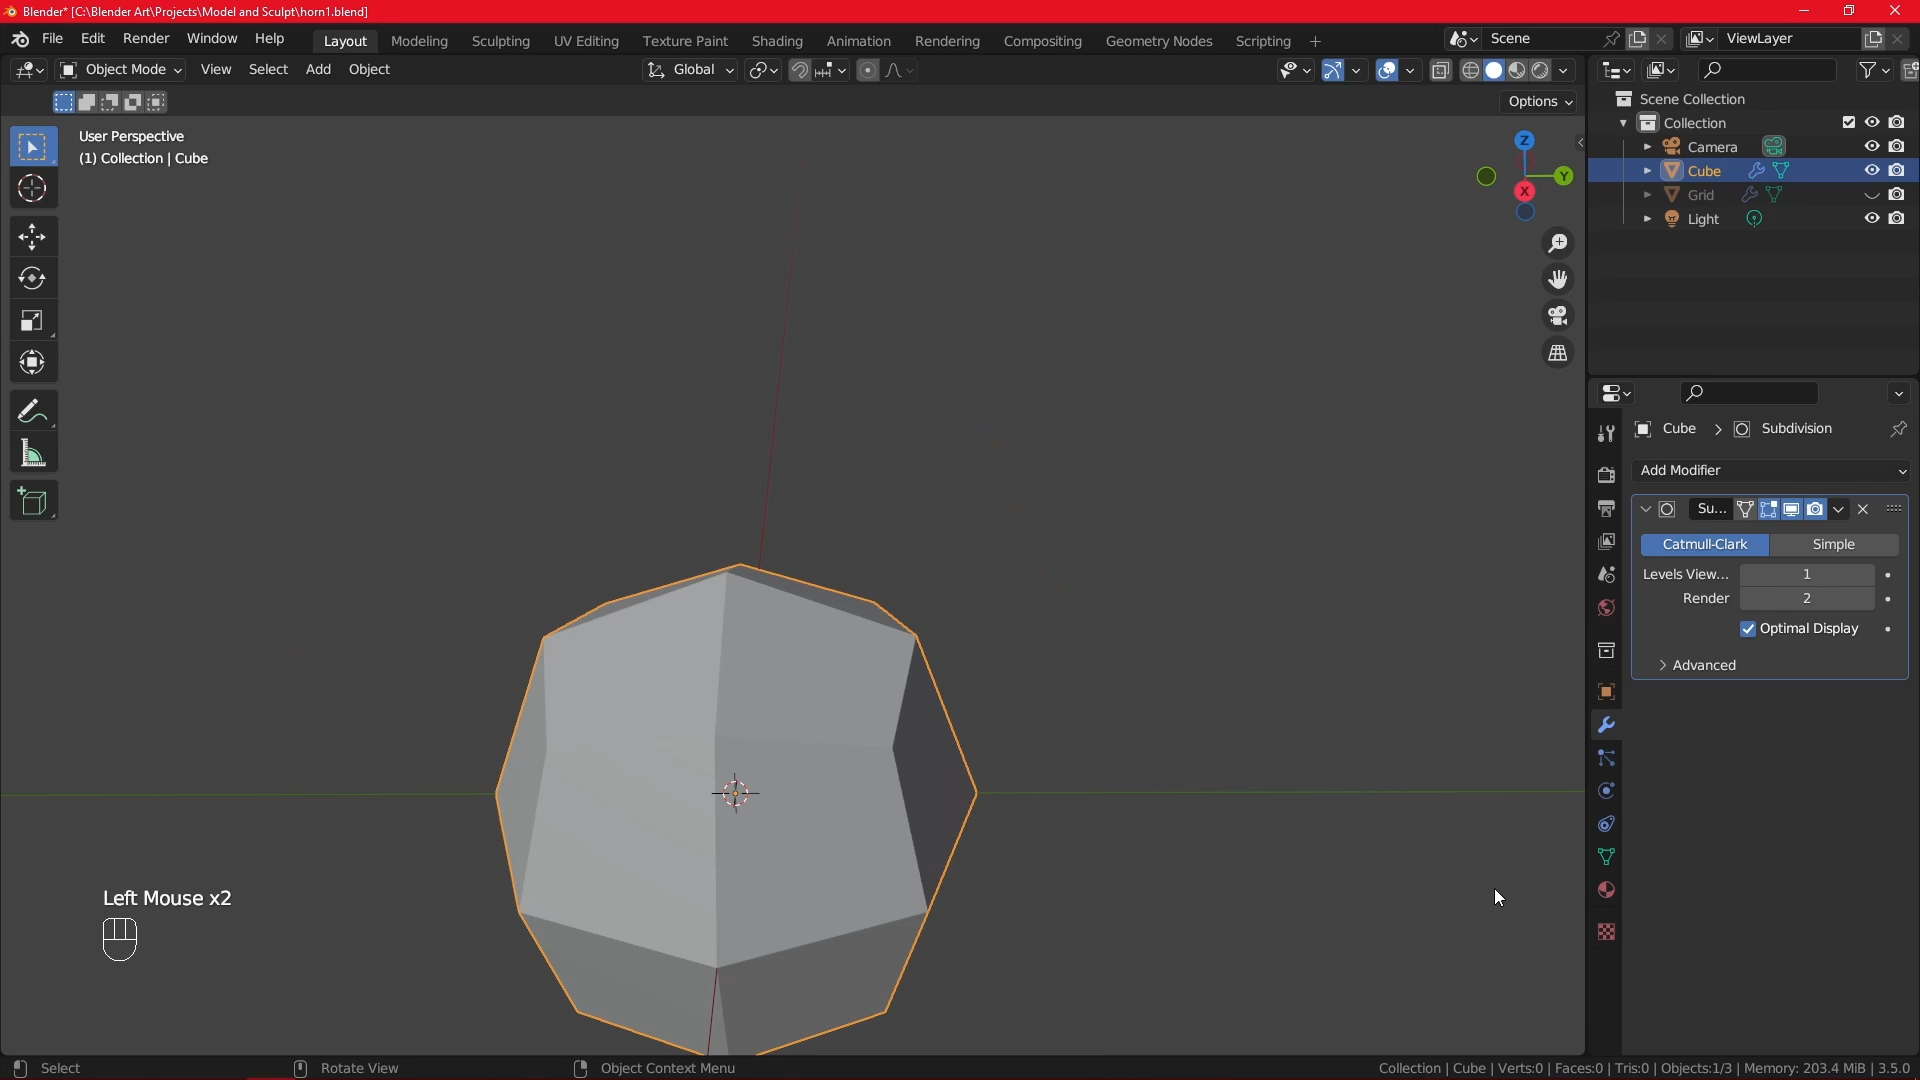 Blender* [C:\Blender Art\Projects\Model and Sculpt\horn1.blend]
File Edit Render Window Help
Layout Modeling Sculpting UV Editing Texture Paint Shading Animation Rendering Compositing Geometry Nodes Scripting +
Scene
ViewLayer
Object Mode View Select Add Object
Global
Options
User Perspective
(1) Collection | Cube
Z
Y
X
Scene Collection
Collection
Camera
Cube
Grid
Light
Cube > Subdivision
Add Modifier
Su...
Catmull-Clark Simple
Levels View... 1
Render 2
Optimal Display
Advanced
Left Mouse x2
Select
Rotate View
Object Context Menu
Collection | Cube | Verts:0 | Faces:0 | Tris:0 | Objects:1/3 | Memory: 203.4 MiB | 3.5.0